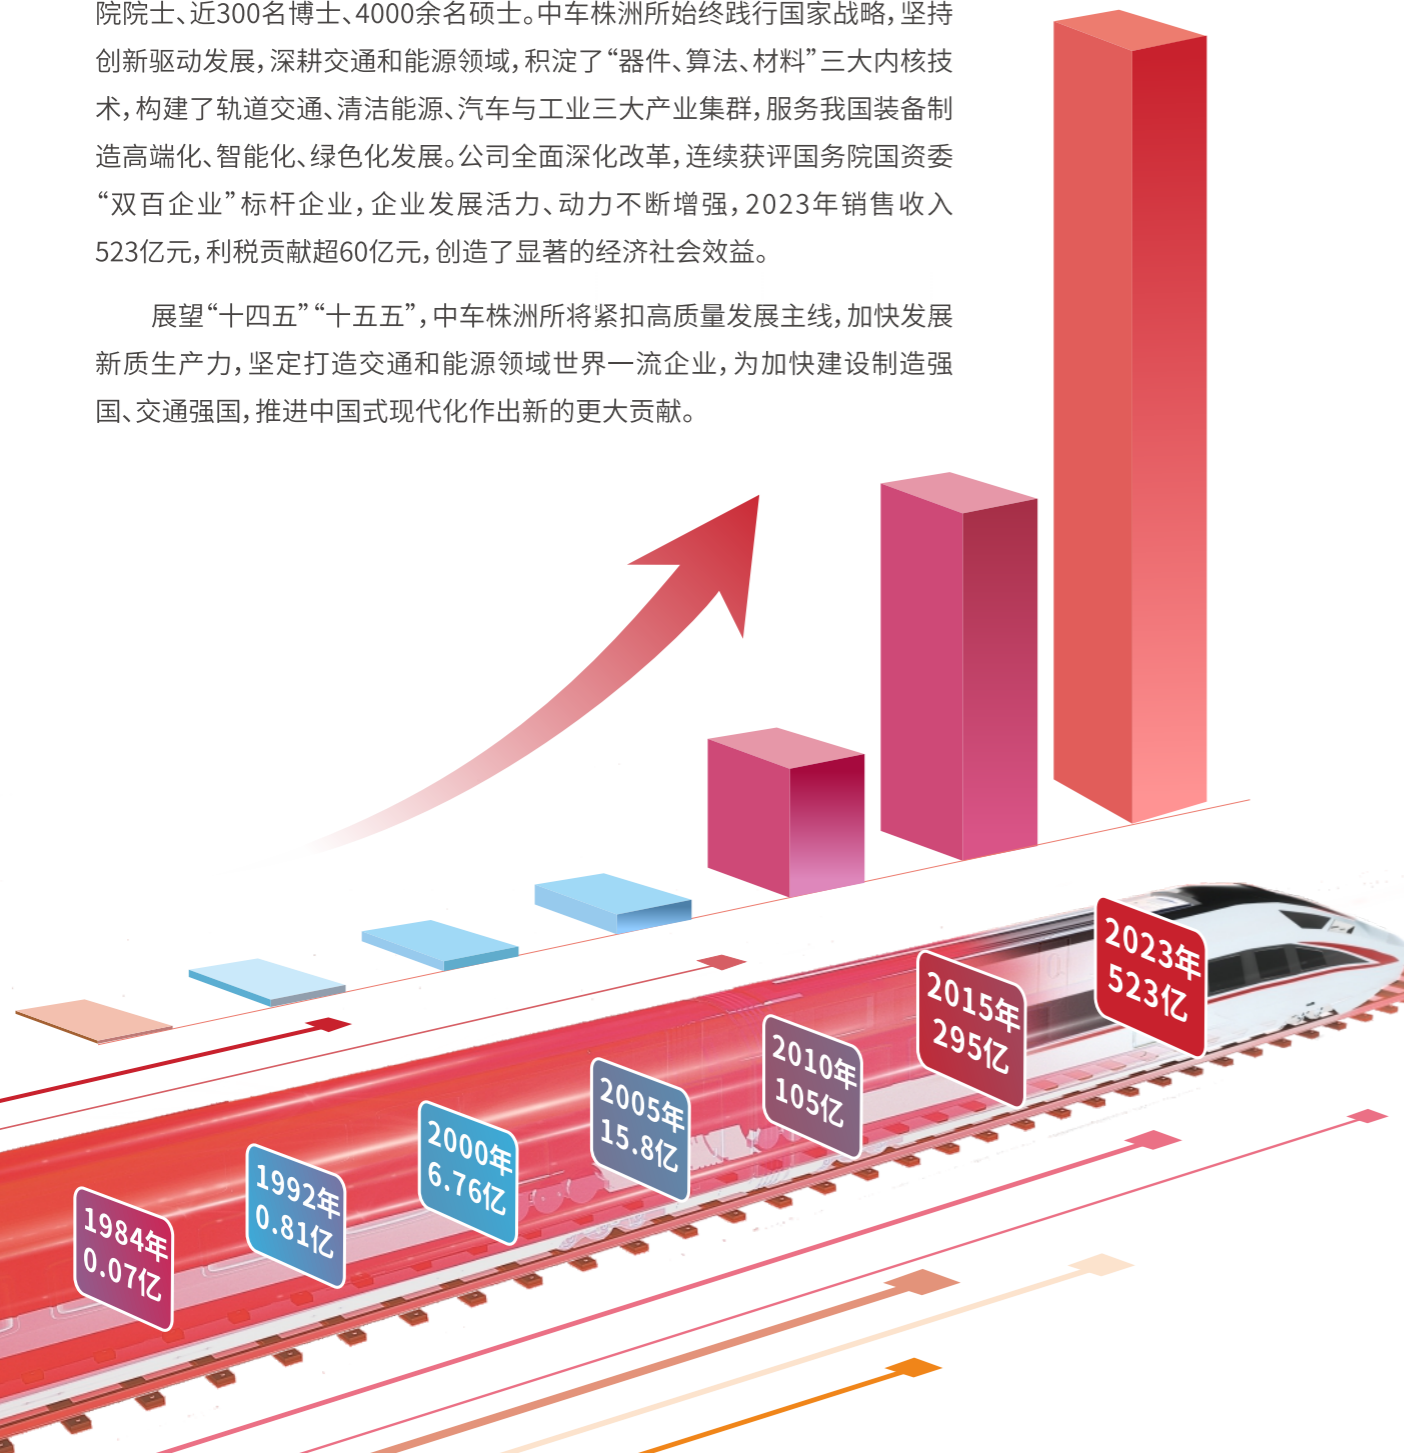 院院士、近300名博士、4000余名硕士。中车株洲所始终践行国家战略，坚持
创新驱动发展，深耕交通和能源领域，积淀了“器件、算法、材料”三大内核技
术，构建了轨道交通、清洁能源、汽车与工业三大产业集群，服务我国装备制
造高端化、智能化、绿色化发展。公司全面深化改革，连续获评国务院国资委
“双百企业”标杆企业，企业发展活力、动力不断增强，2023年销售收入
523亿元，利税贡献超60亿元，创造了显著的经济社会效益。
展望“十四五”“十五五”，中车株洲所将紧扣高质量发展主线，加快发展
新质生产力，坚定打造交通和能源领域世界一流企业，为加快建设制造强
国、交通强国，推进中国式现代化作出新的更大贡献。
2023年
523亿
2015年
295亿
2010年
105亿
2005年
15.8亿
2000年
6.76亿
1992年
0.81亿
1984年
0.07亿